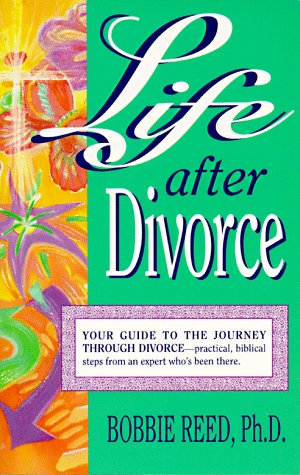 Life
after
Divorce
YOUR GUIDE TO THE JOURNEY
THROUGH DIVORCE—practical, biblical
steps from an expert who's been there.
BOBBIE REED, Ph.D.